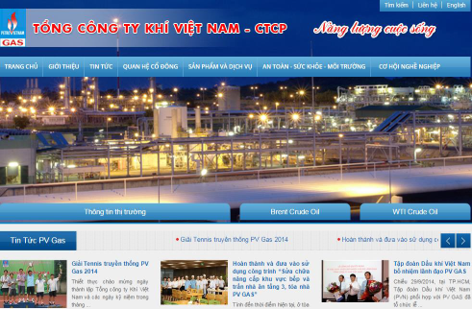 Tìm kiếm | Liên hệ | English
PETROVIETNAM
GAS
TỔNG CÔNG TY KHÍ VIỆT NAM - CTCP
Năng lượng cuộc sống
TRANG CHỦ
GIỚI THIỆU
TIN TỨC
QUAN HỆ CỔ ĐÔNG
SẢN PHẨM VÀ DỊCH VỤ
AN TOÀN - SỨC KHỎE - MÔI TRƯỜNG
CƠ HỘI NGHỀ NGHIỆP
Thông tin thị trường
Brent Crude Oil
WTI Crude Oil
Tin Tức PV Gas
Giải Tennis truyền thống PV Gas 2014
Hoàn thành và đưa vào sử dụng
Giải Tennis truyền thống PV
Gas 2014
Thiết thực chào mừng ngày
thành lập Tổng công ty Khí Việt
Nam và các ngày kỷ niệm trong
tháng ...
Hoàn thành và đưa vào sử
dụng công trình "Sửa chữa
nâng cấp khu vực bếp và
trần nhà ăn tầng 3, tòa nhà
PV GAS"
Tính đến thời điểm hiện tại, ở tòa
Tập đoàn Dầu khí Việt Nam
bổ nhiệm lãnh đạo PV GAS
Chiều 25/9/2014, tại TP.HCM,
Tập đoàn Dầu khí Việt Nam
(PVN) phối hợp với PV GAS đã
tổ chức lễ ...